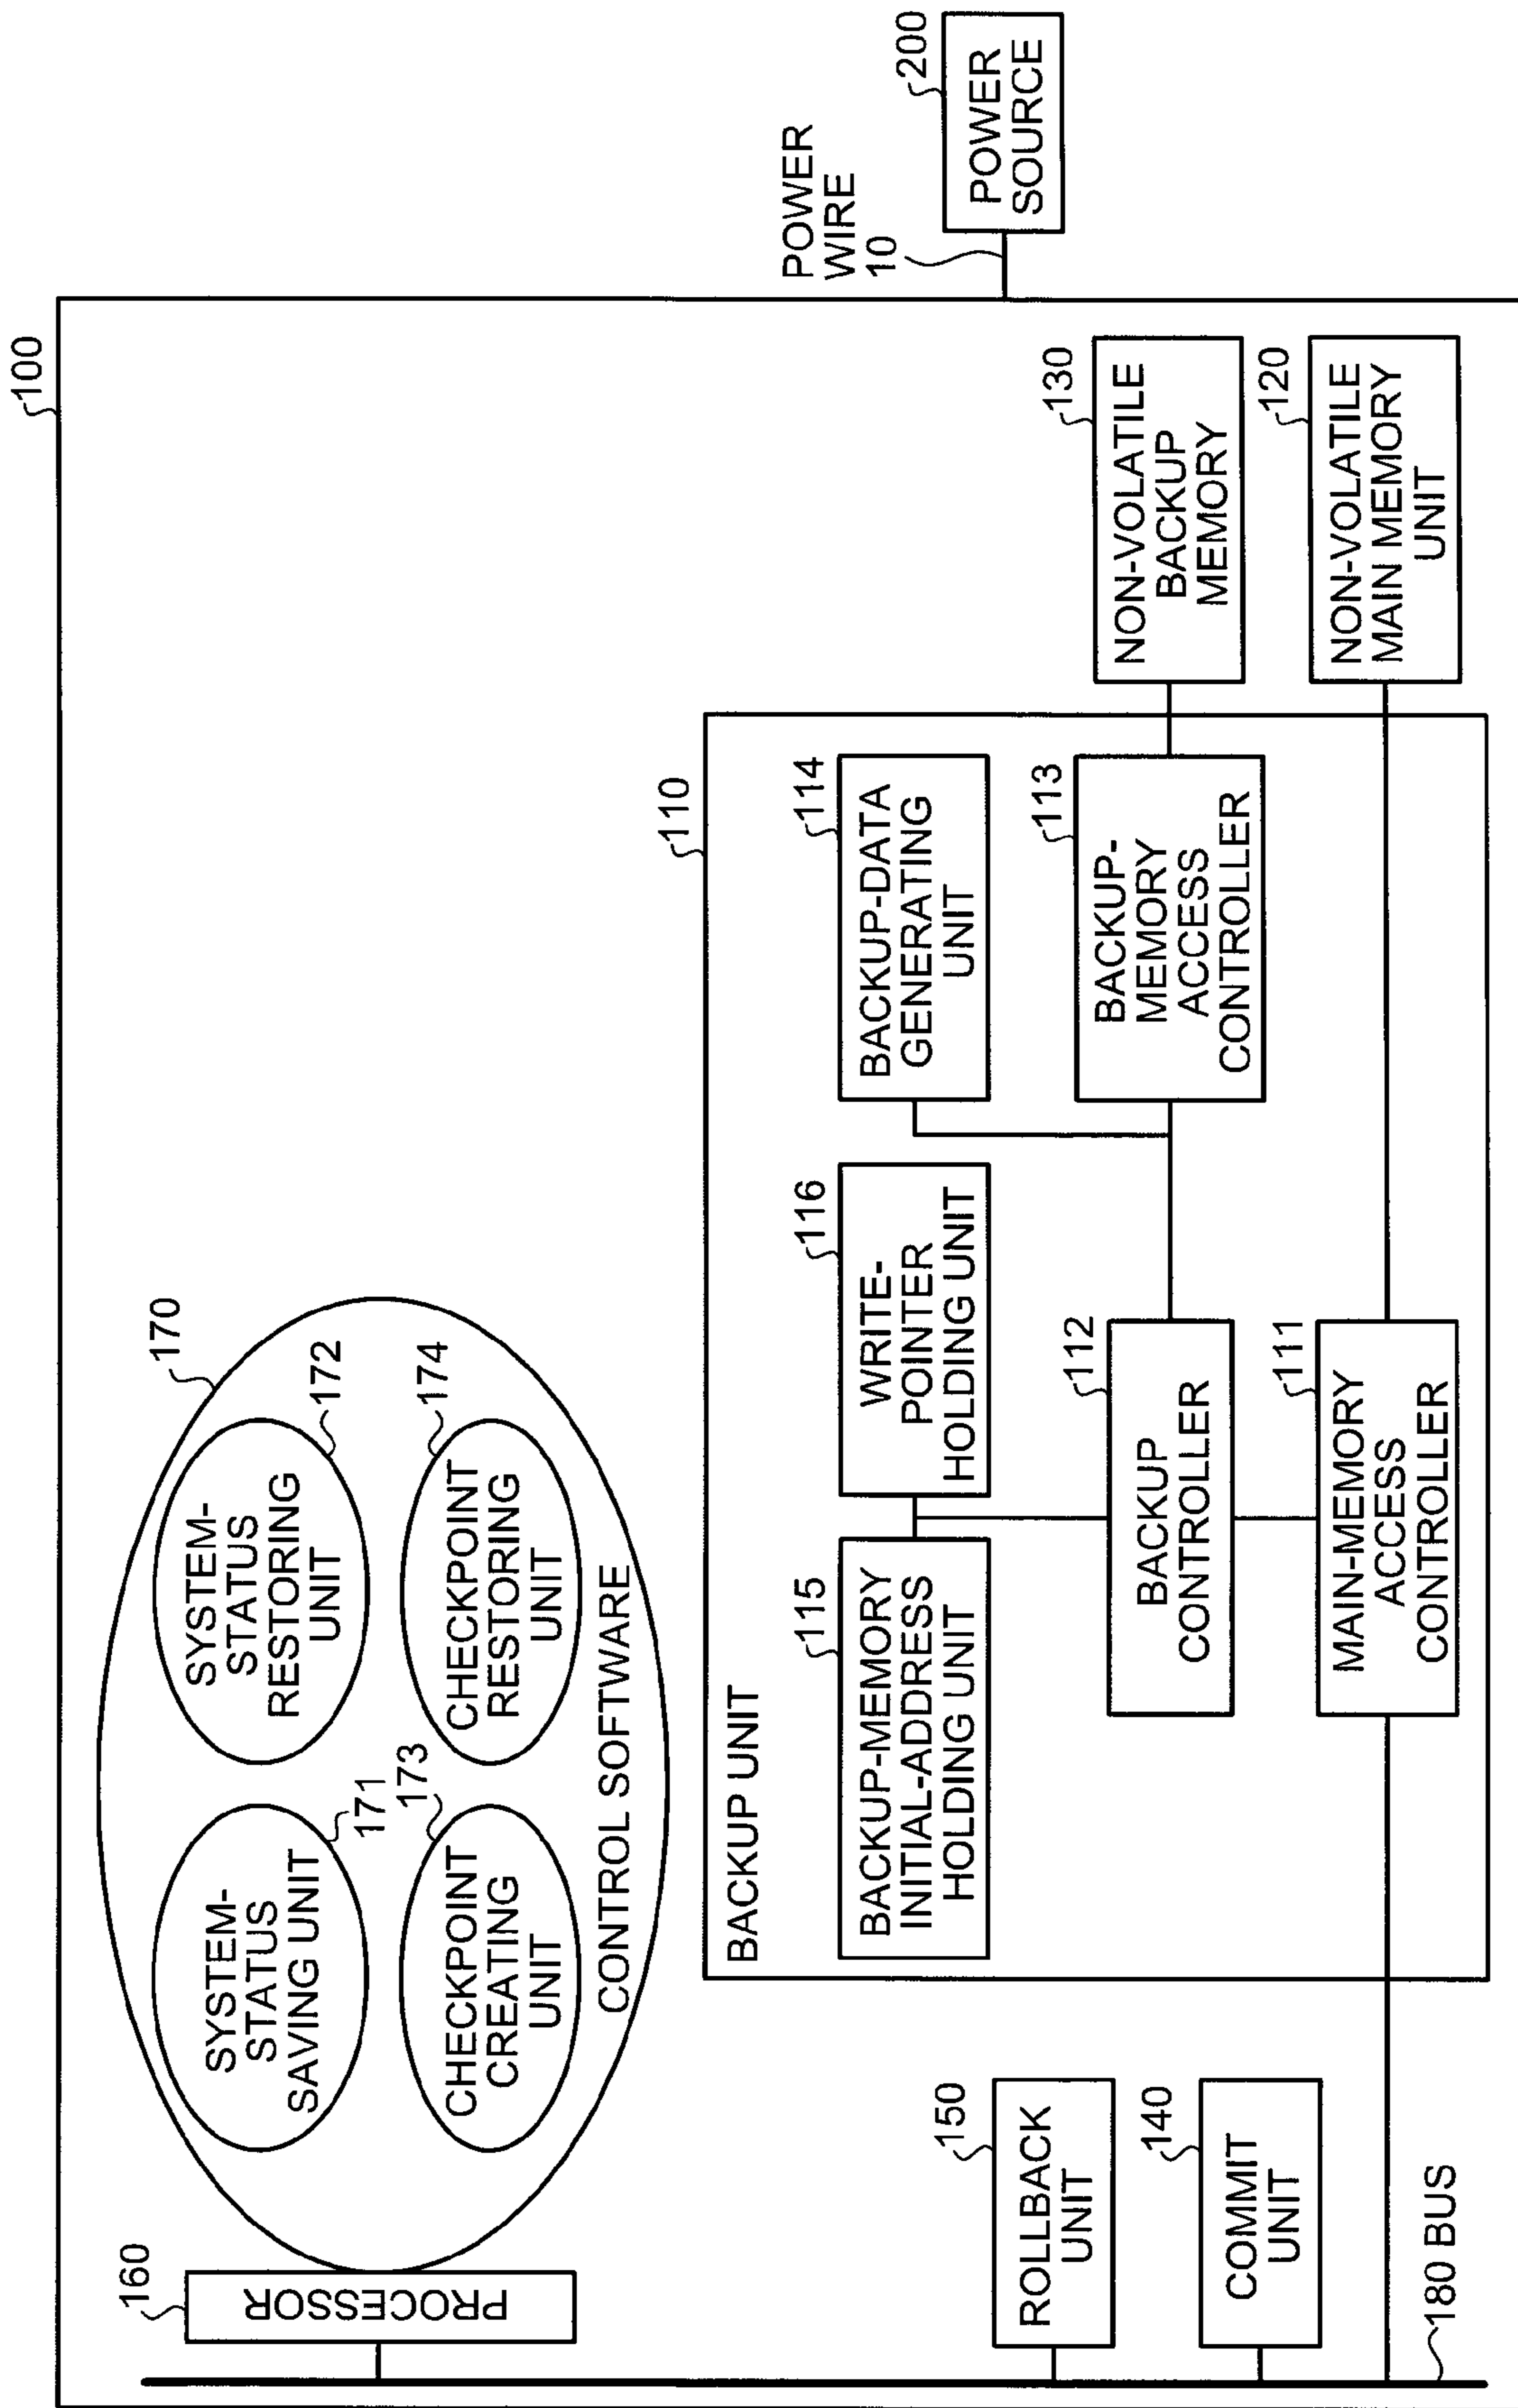 100
160
PROCESSOR
170
SYSTEM-
STATUS
SAVING UNIT
171
SYSTEM-
STATUS
RESTORING
UNIT
172
CHECKPOINT
CREATING
UNIT
173
CHECKPOINT
RESTORING
UNIT
174
CONTROL SOFTWARE
POWER
WIRE
10
200
POWER
SOURCE
110
BACKUP UNIT
115
BACKUP-MEMORY
INITIAL-ADDRESS
HOLDING UNIT
116
WRITE-
POINTER
HOLDING UNIT
114
BACKUP-DATA
GENERATING
UNIT
112
BACKUP
CONTROLLER
113
BACKUP-
MEMORY
ACCESS
CONTROLLER
111
MAIN-MEMORY
ACCESS
CONTROLLER
130
NON-VOLATILE
BACKUP
MEMORY
120
NON-VOLATILE
MAIN MEMORY
UNIT
150
ROLLBACK
UNIT
140
COMMIT
UNIT
180 BUS